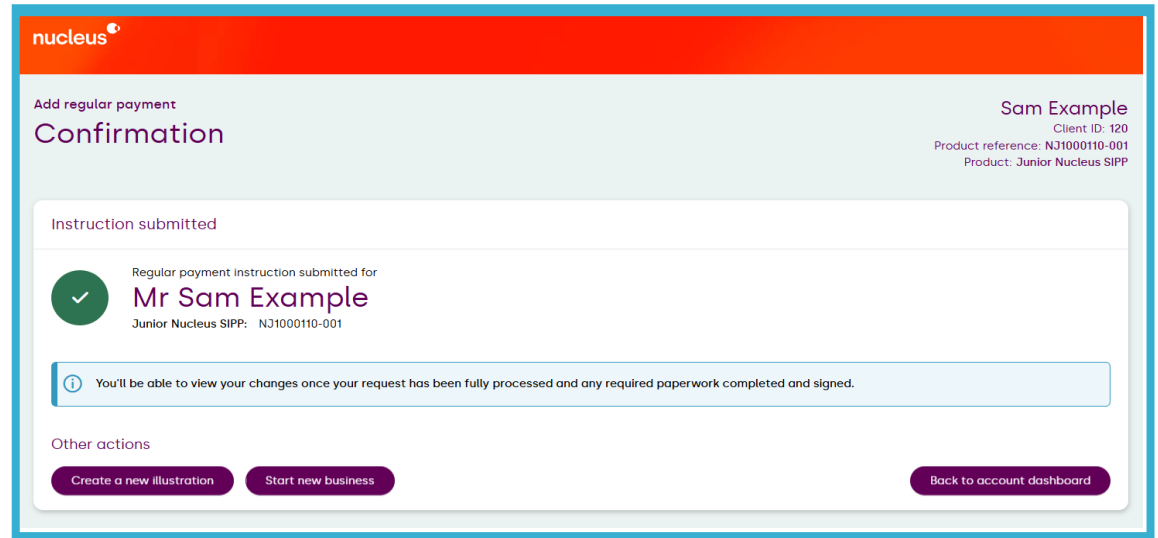 nucleus
Add regular payment
Confirmation
Sam Example
Client ID: 120
Product reference: NJ1000110-001
Product: Junior Nucleus SIPP
Instruction submitted
Regular payment instruction submitted for
Mr Sam Example
Junior Nucleus SIPP: NJ1000110-001
You'll be able to view your changes once your request has been fully processed and any required paperwork completed and signed.
Other actions
Create a new illustration
Start new business
Back to account dashboard